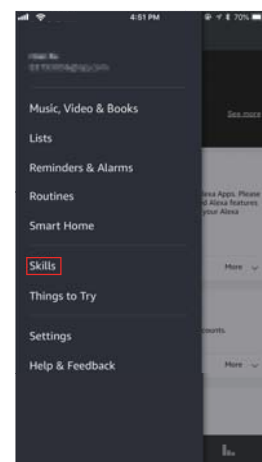 4:51 PM
70%
Music, Video & Books
See more
Lists
Reminders & Alarms
Routines
lexa Apps. Please
d Alexa features
your Alexa
Smart Home
Skills
More
Things to Try
Settings
counts.
Help & Feedback
More